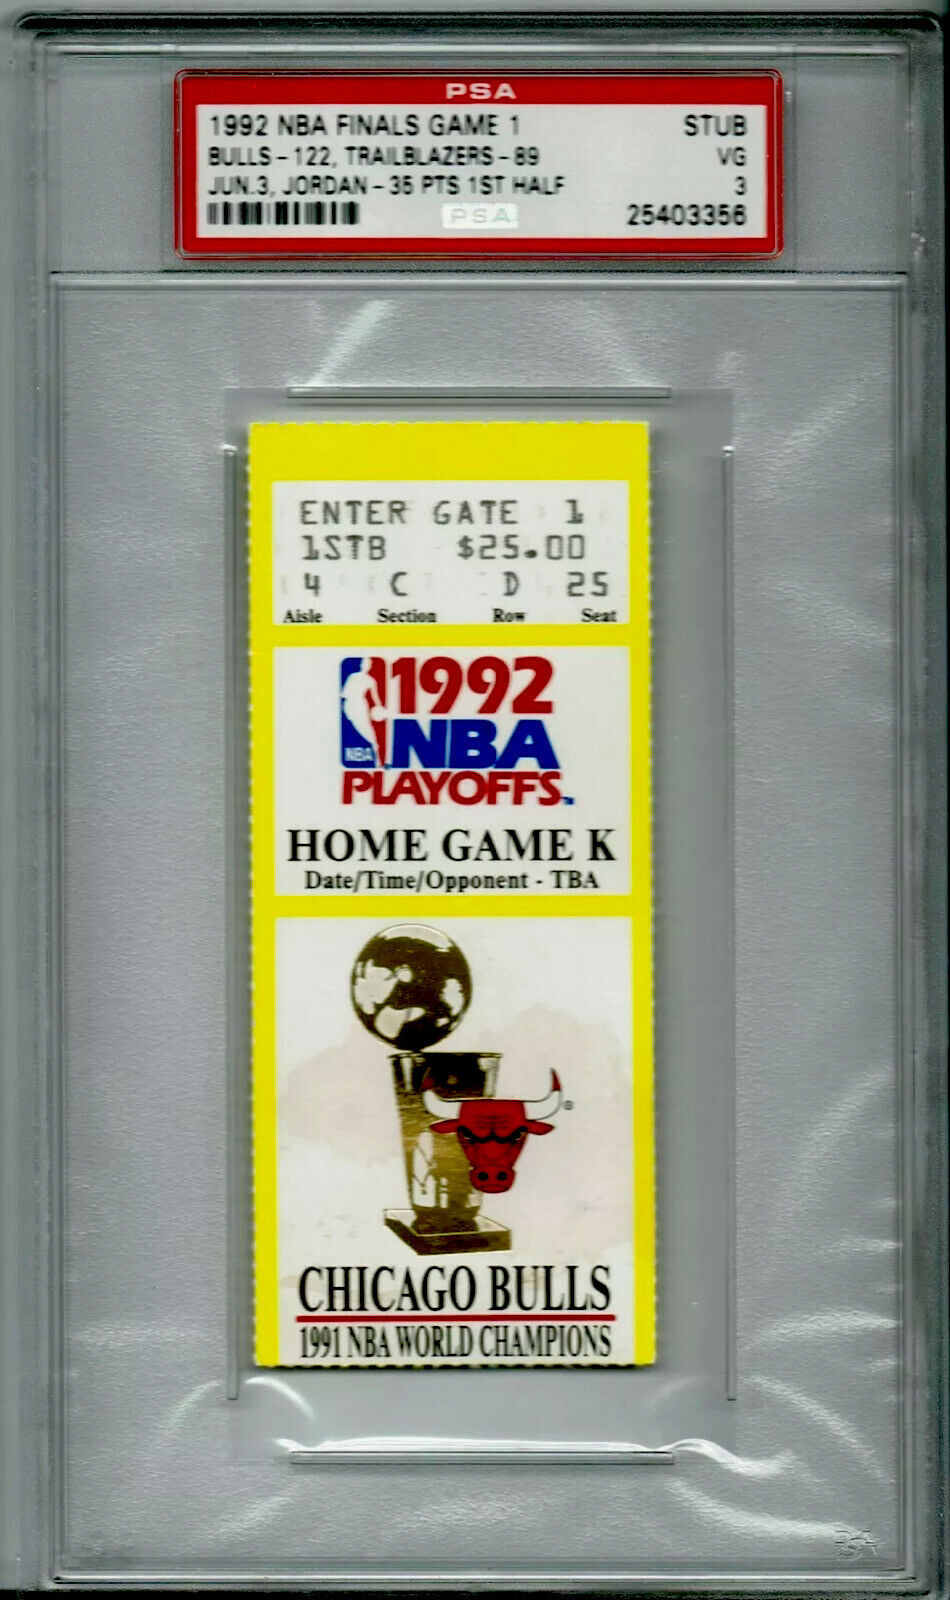 PSA
1992 NBA FINALS GAME 1 STUB
BULLS - 122, TRAILBLAZERS - 89 VG
JUN.3, JORDAN - 35 PTS 1ST HALF 3
PSA 25403356
ENTER GATE 1
1STB $25.00
4 C D 25
Aisle Section Row Seat
1992
NBA NBA
PLAYOFFS
HOME GAME K
Date/Time/Opponent - TBA
®
CHICAGO BULLS
1991 NBA WORLD CHAMPIONS
PSA